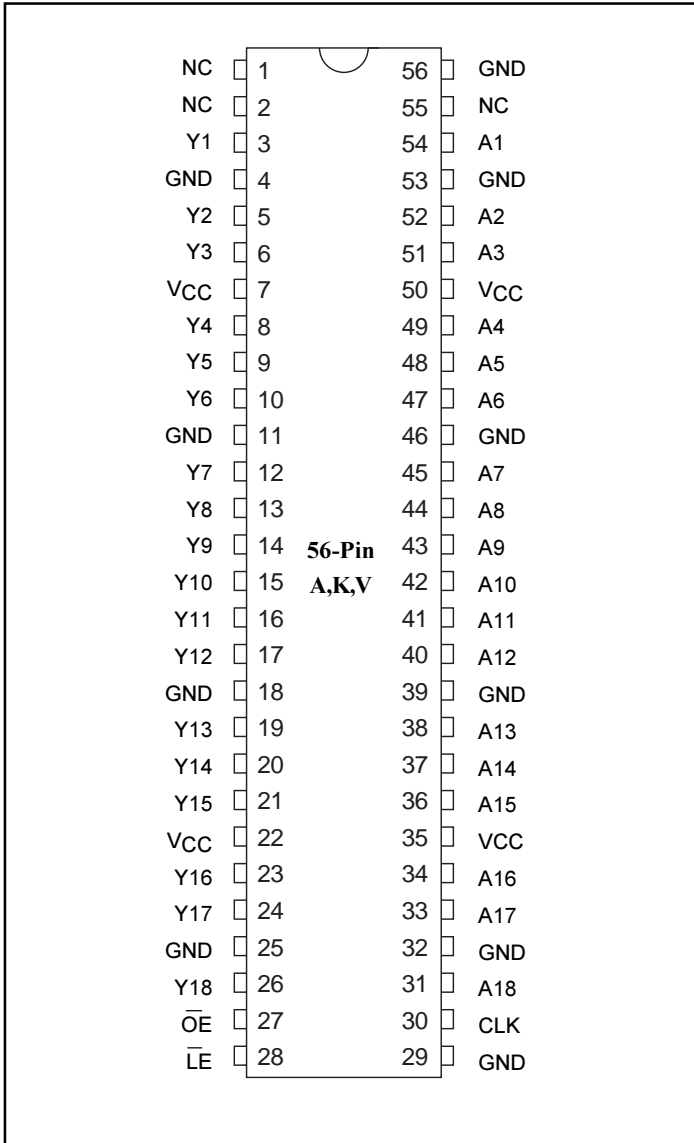 NC 1 56 GND
NC 2 55 NC
Y1 3 54 A1
GND 4 53 GND
Y2 5 52 A2
Y3 6 51 A3
VCC 7 50 VCC
Y4 8 49 A4
Y5 9 48 A5
Y6 10 47 A6
GND 11 46 GND
Y7 12 45 A7
Y8 13 44 A8
Y9 14 56-Pin 43 A9
Y10 15 A,K,V 42 A10
Y11 16 41 A11
Y12 17 40 A12
GND 18 39 GND
Y13 19 38 A13
Y14 20 37 A14
Y15 21 36 A15
VCC 22 35 VCC
Y16 23 34 A16
Y17 24 33 A17
GND 25 32 GND
Y18 26 31 A18
O̅E̅ 27 30 CLK
L̅E̅ 28 29 GND